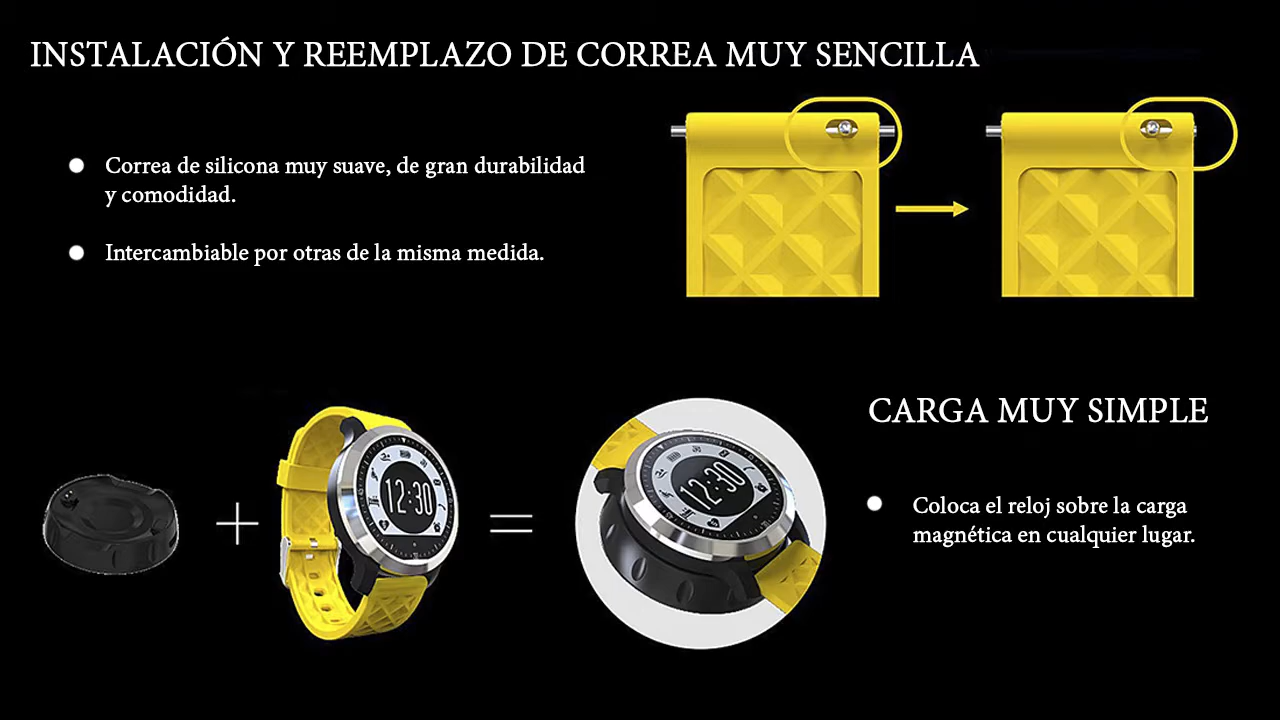 INSTALACIÓN Y REEMPLAZO DE CORREA MUY SENCILLA
Correa de silicona muy suave, de gran durabilidad
y comodidad.
Intercambiable por otras de la misma medida.
CARGA MUY SIMPLE
12:30
12:30
Coloca el reloj sobre la carga
magnética en cualquier lugar.